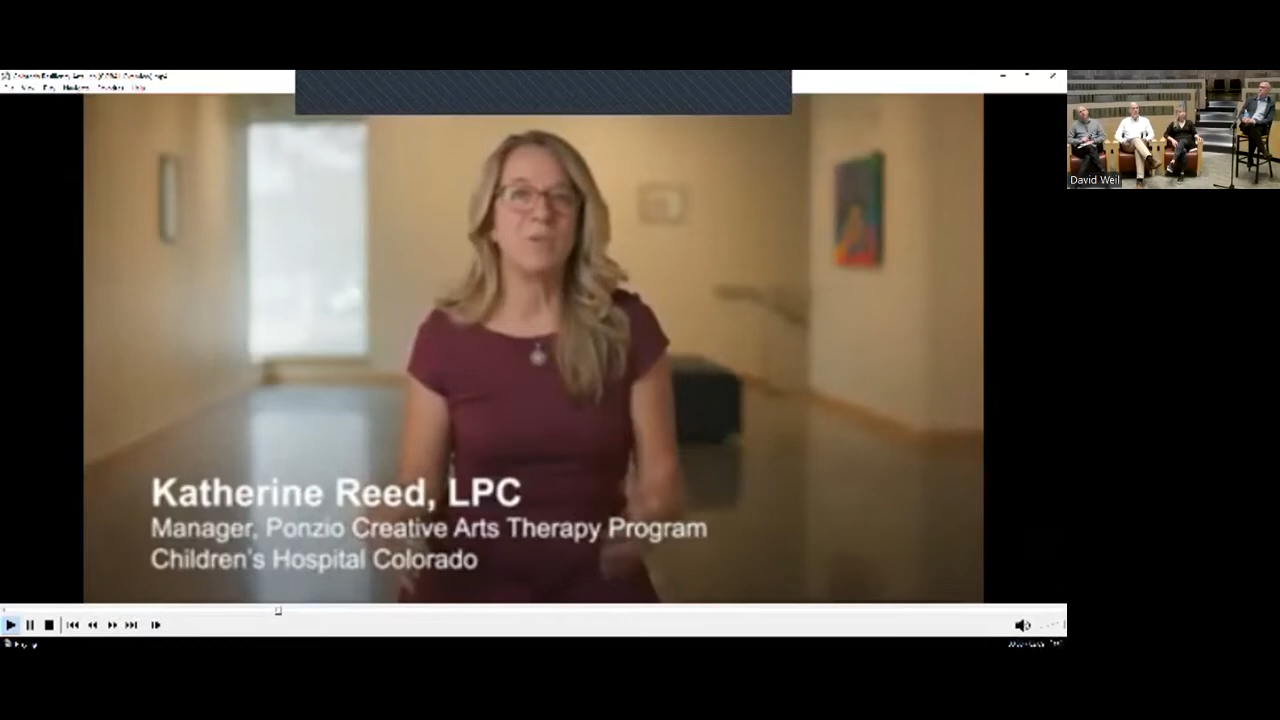 Katherine Reed, LPC
Manager, Ponzio Creative Arts Therapy Program
Children's Hospital Colorado
David Weil